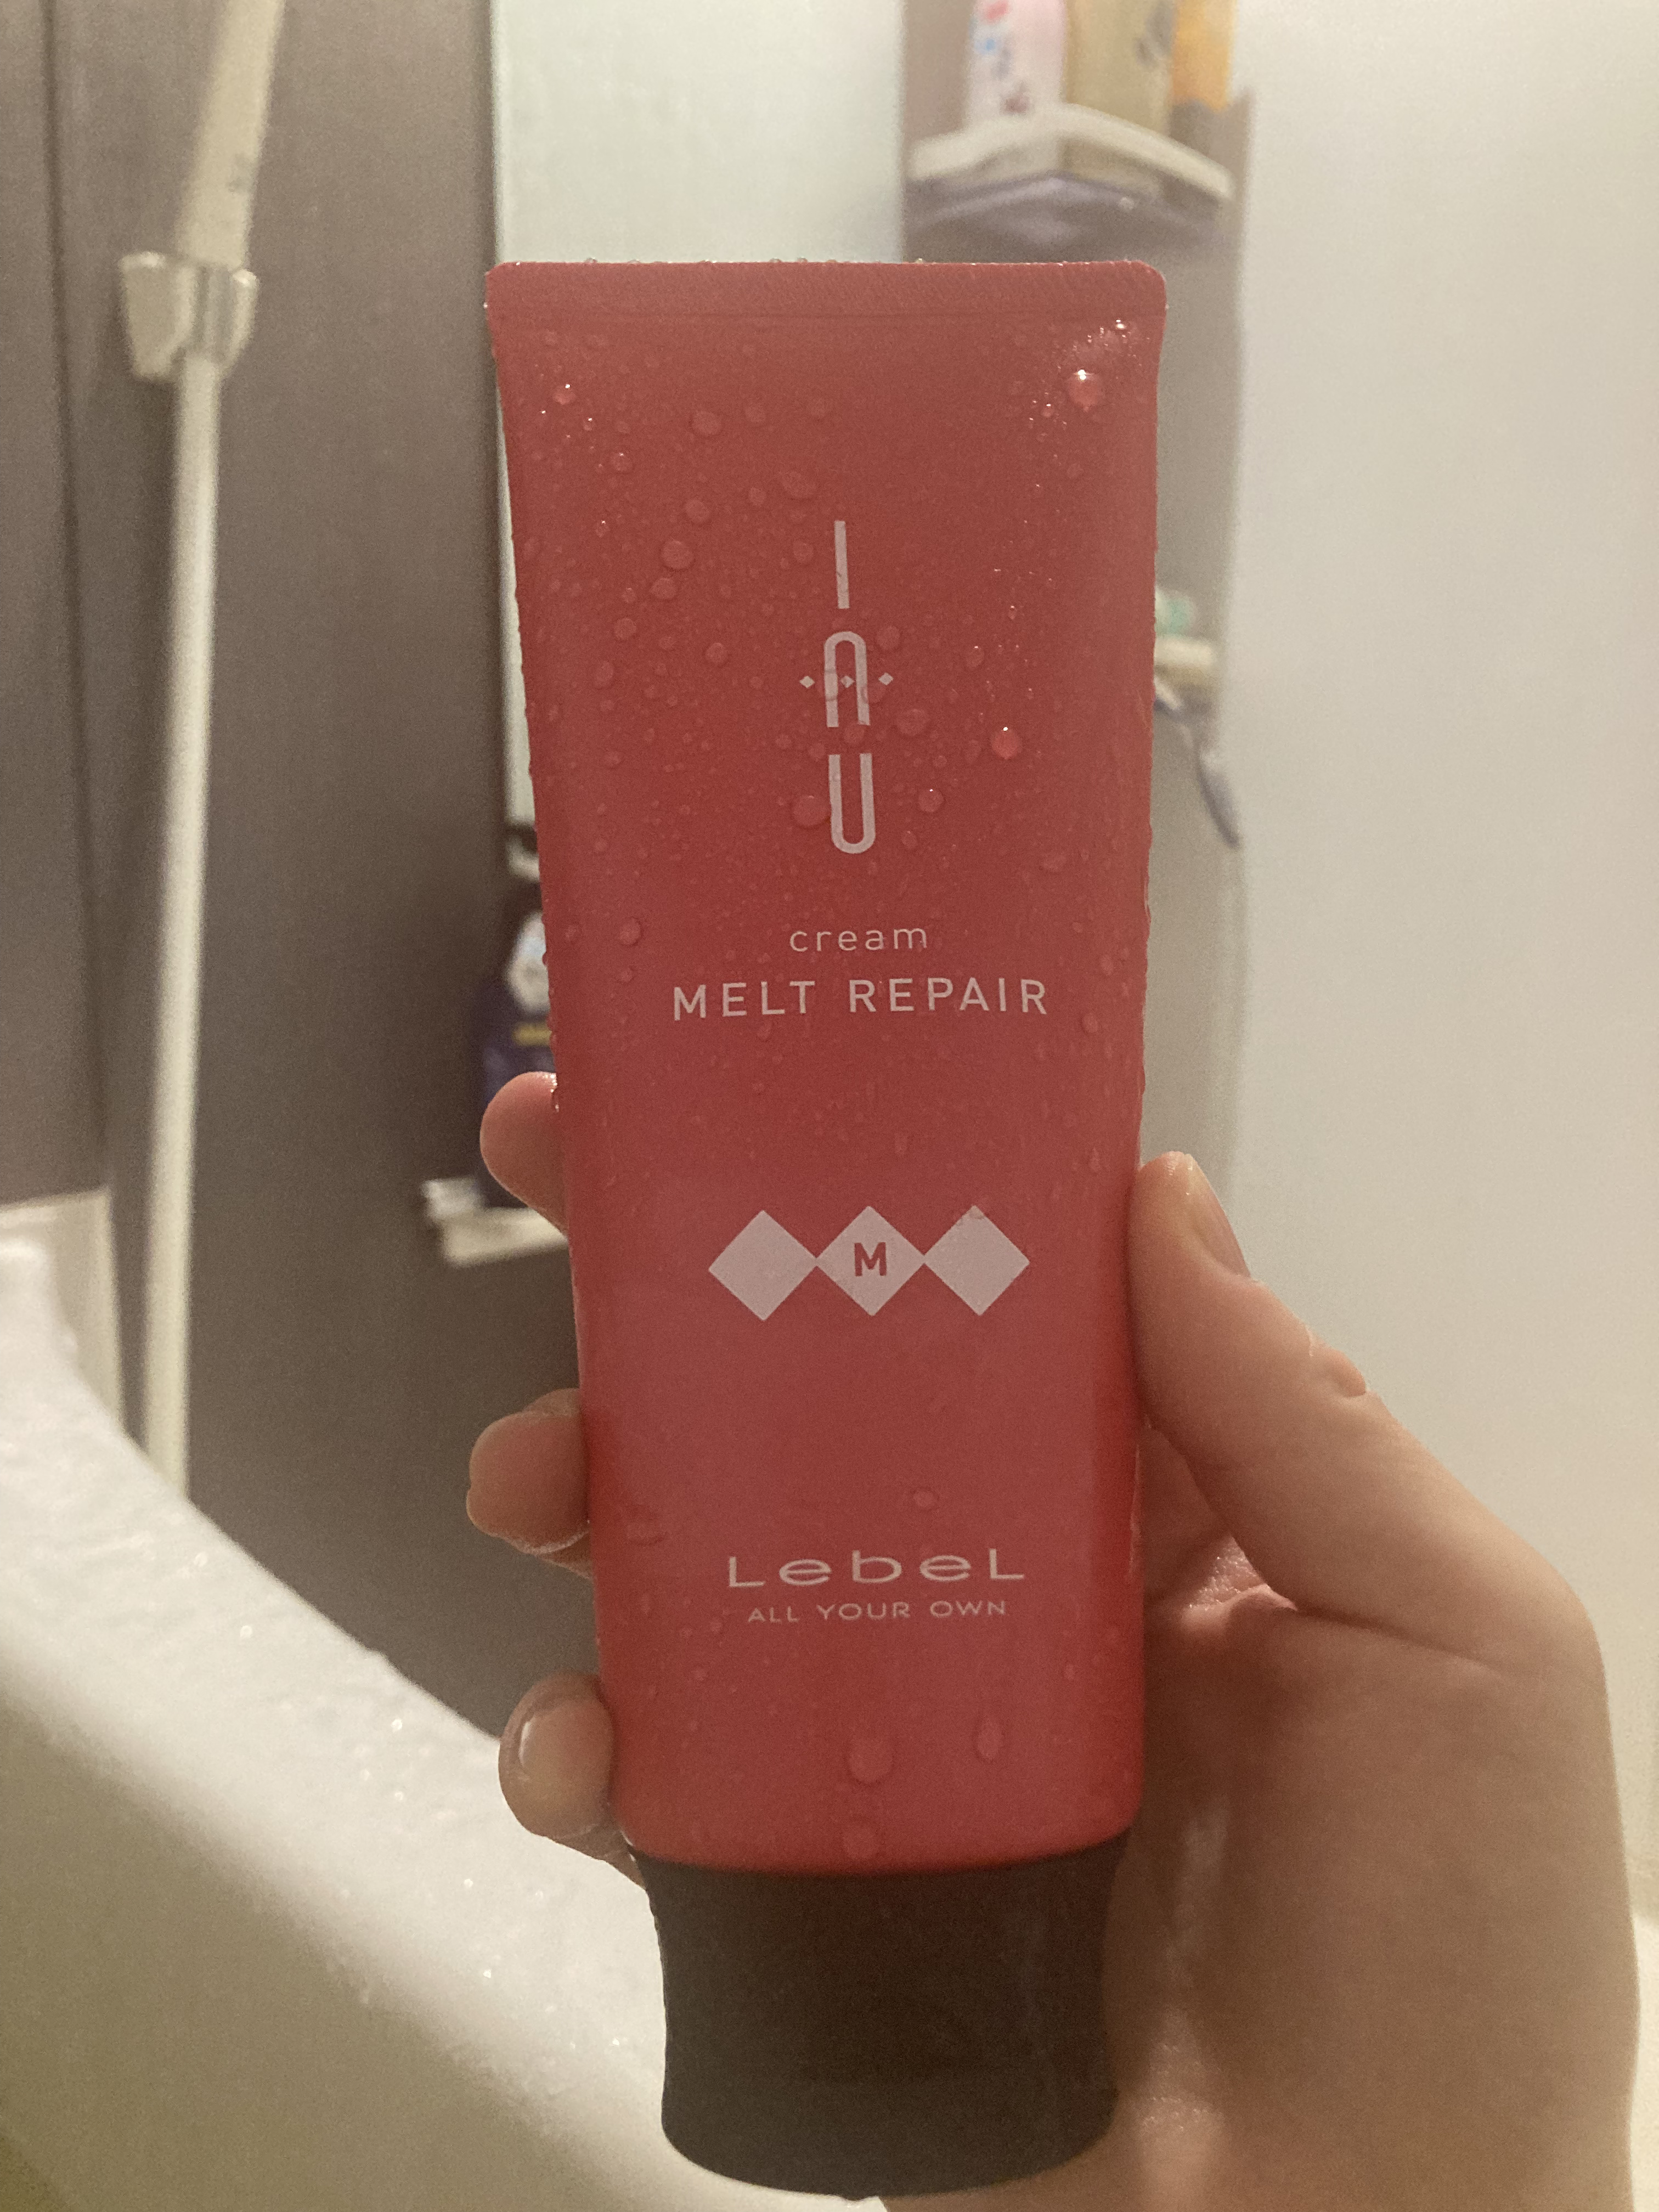 IAU
cream
MELT REPAIR
M
LebeL
ALL YOUR OWN